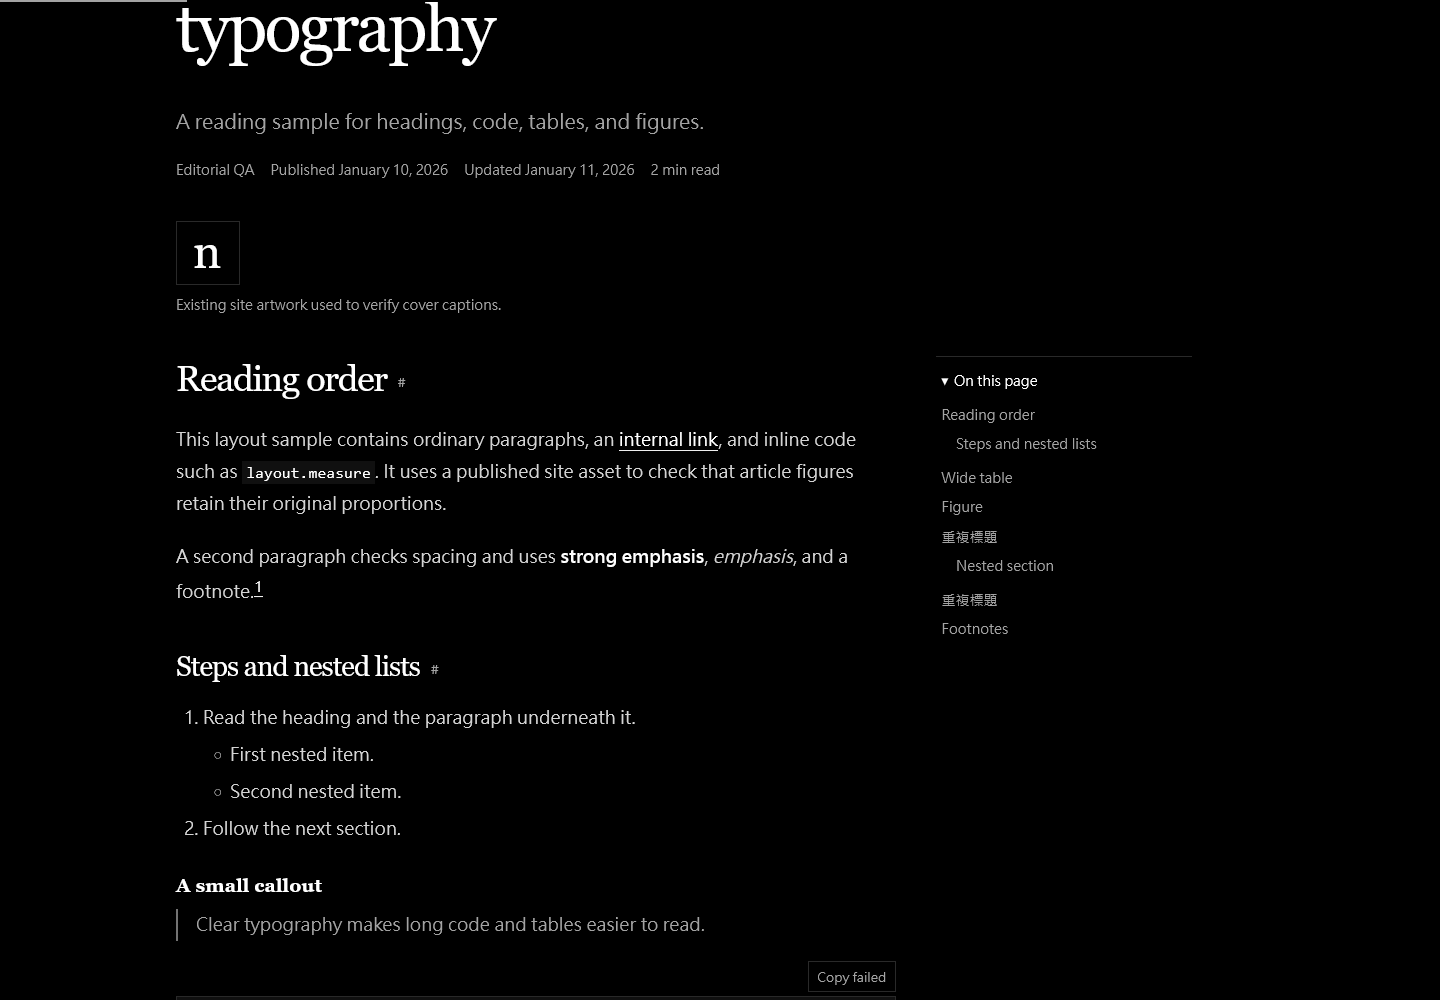 typography
A reading sample for headings, code, tables, and figures.
Editorial QA Published January 10, 2026 Updated January 11, 2026 2 min read
n
Existing site artwork used to verify cover captions.
Reading order #
This layout sample contains ordinary paragraphs, an internal link, and inline code
such as layout.measure. It uses a published site asset to check that article figures
retain their original proportions.
A second paragraph checks spacing and uses strong emphasis, emphasis, and a
footnote.1
Steps and nested lists #
1. Read the heading and the paragraph underneath it.
○ First nested item.
○ Second nested item.
2. Follow the next section.
A small callout
Clear typography makes long code and tables easier to read.
Copy failed
▾ On this page
Reading order
Steps and nested lists
Wide table
Figure
重複標題
Nested section
重複標題
Footnotes